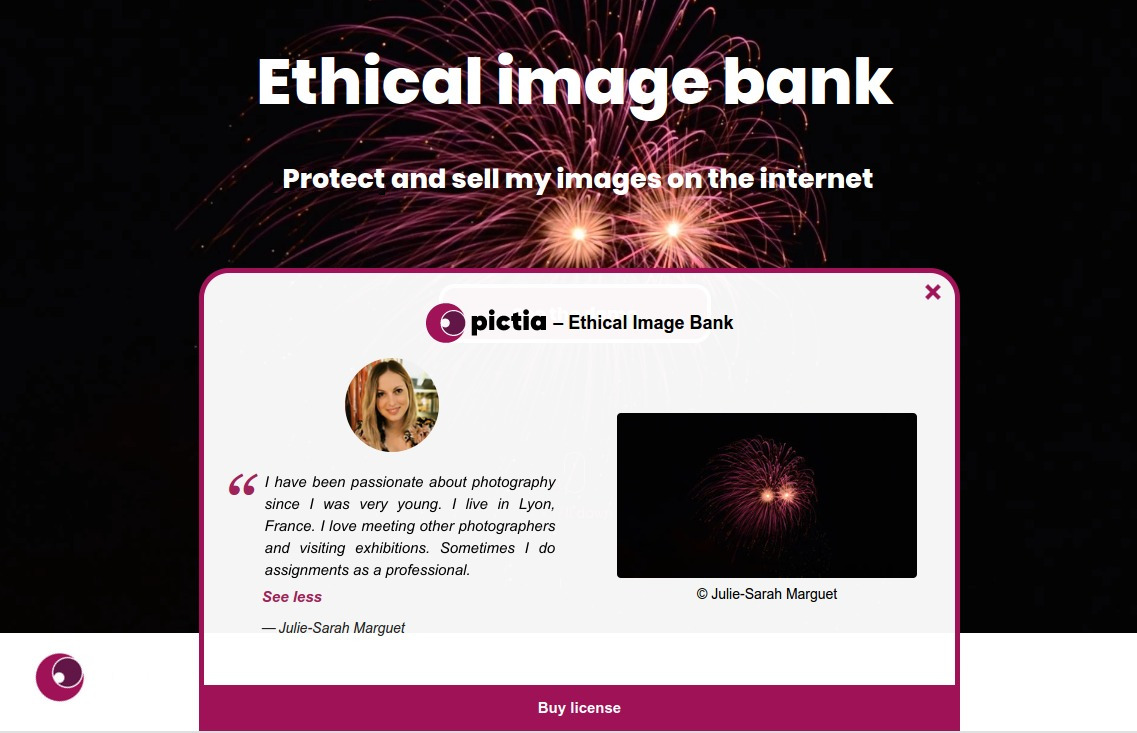 Ethical image bank
Protect and sell my images on the internet
pictia – Ethical Image Bank
“ I have been passionate about photography
since I was very young. I live in Lyon,
France. I love meeting other photographers
and visiting exhibitions. Sometimes I do
assignments as a professional.
See less
— Julie-Sarah Marguet
© Julie-Sarah Marguet
Buy license